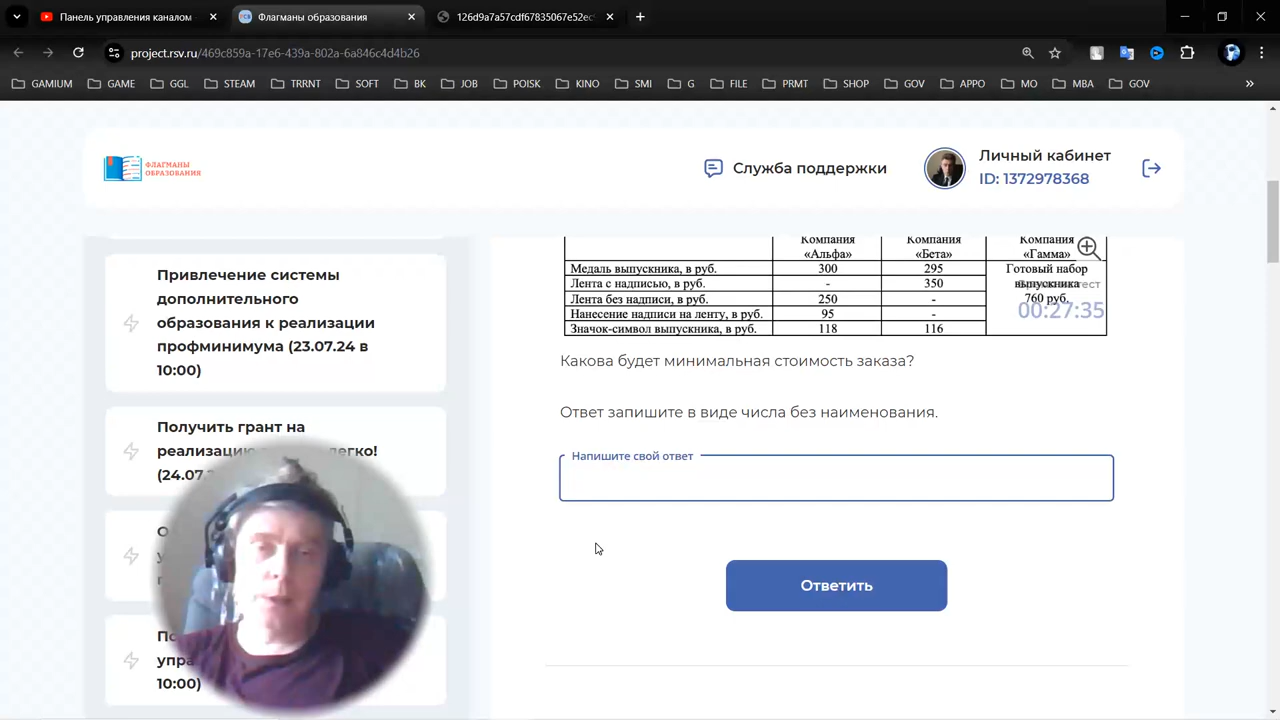 Панель управления каналом
Флагманы образования
126dfa7a57cdf67835067e52ec
project.rsv.ru/469c859a-17e6-439a-802a-6a846c4d4b26
GAMIUM
GAME
GGL
STEAM
TRRNT
SOFT
BK
JOB
POISK
KINO
SMI
G
FILE
PRMT
SHOP
GOV
APPO
MO
MBA
GOV
»
ФЛАГМАНЫ
ОБРАЗОВАНИЯ
Служба поддержки
Личный кабинет
ID: 1372978368
Привлечение системы
дополнительного
образования к реализации
профминимума (23.07.24 в
10:00)
Получить грант на
легко!
(24.07.
10:00)
Компания «Альфа» Компания «Бета» Компания «Гамма»
Медаль выпускника, в руб. 300 295 Готовый набор выпускника 760 руб.
Лента с надписью, в руб. - 350
Лента без надписи, в руб. 250 -
Нанесение надписи на ленту, в руб. 95 -
Значок-символ выпускника, в руб. 118 116
тест
00:27:35
Какова будет минимальная стоимость заказа?
Ответ запишите в виде числа без наименования.
Напишите свой ответ
Ответить